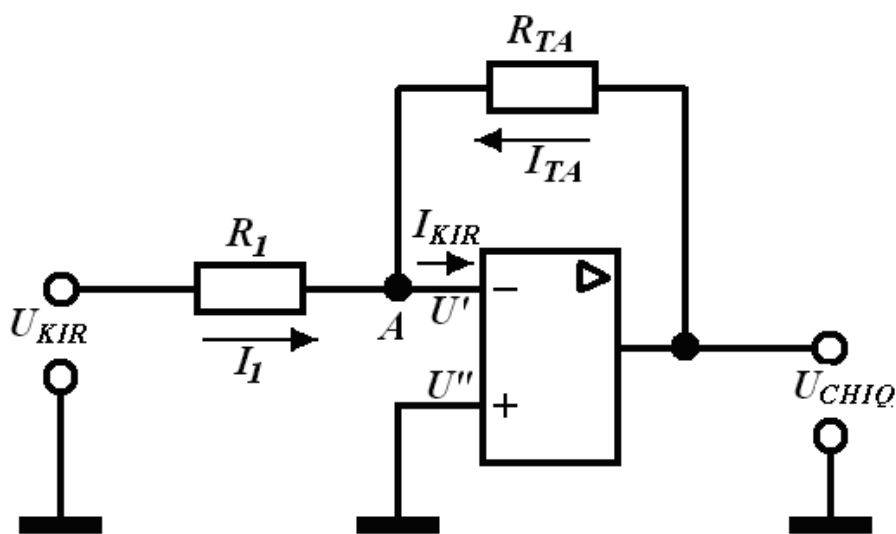 R_TA
I_TA
R_1
I_KIR
U_KIR
I_1
A
U'
−
U''
+
U_CHIQ